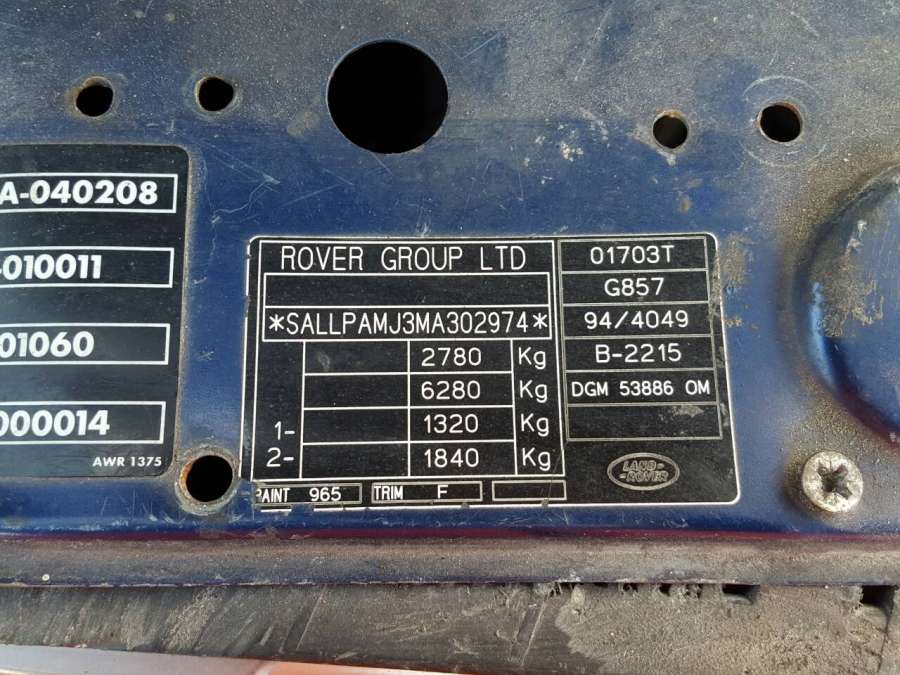 A-040208
010011
01060
000014
AWR 1375
ROVER GROUP LTD
*SALLPAMJ3MA302974*
2780 Kg
6280 Kg
1- 1320 Kg
2- 1840 Kg
PAINT 965 TRIM F
01703T
G857
94/4049
B-2215
DGM 53886 OM
LAND-
-ROVER